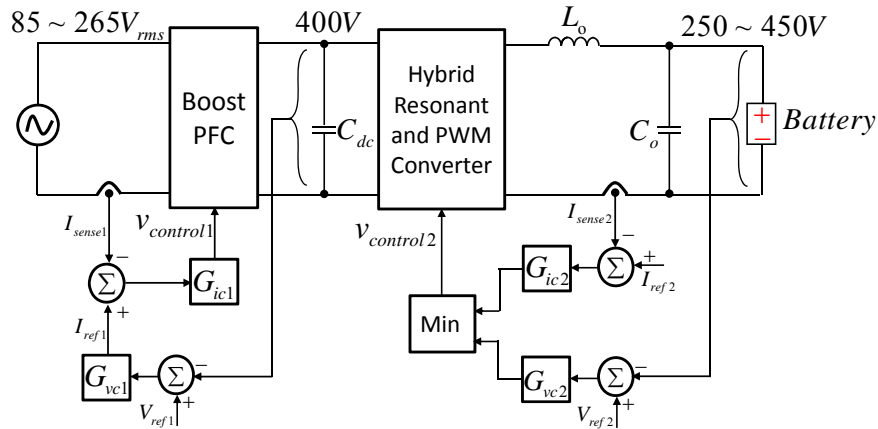 85 ~ 265V_rms
400V
L_o
250 ~ 450V
Boost
PFC
C_dc
Hybrid
Resonant
and PWM
Converter
C_o
+
−
Battery
I_sense1
v_control1
v_control2
I_sense2
−
Σ
+
G_ic1
G_ic2
Σ
−
+
I_ref2
Min
I_ref1
G_vc1
Σ
−
+
V_ref1
G_vc2
Σ
−
+
V_ref2